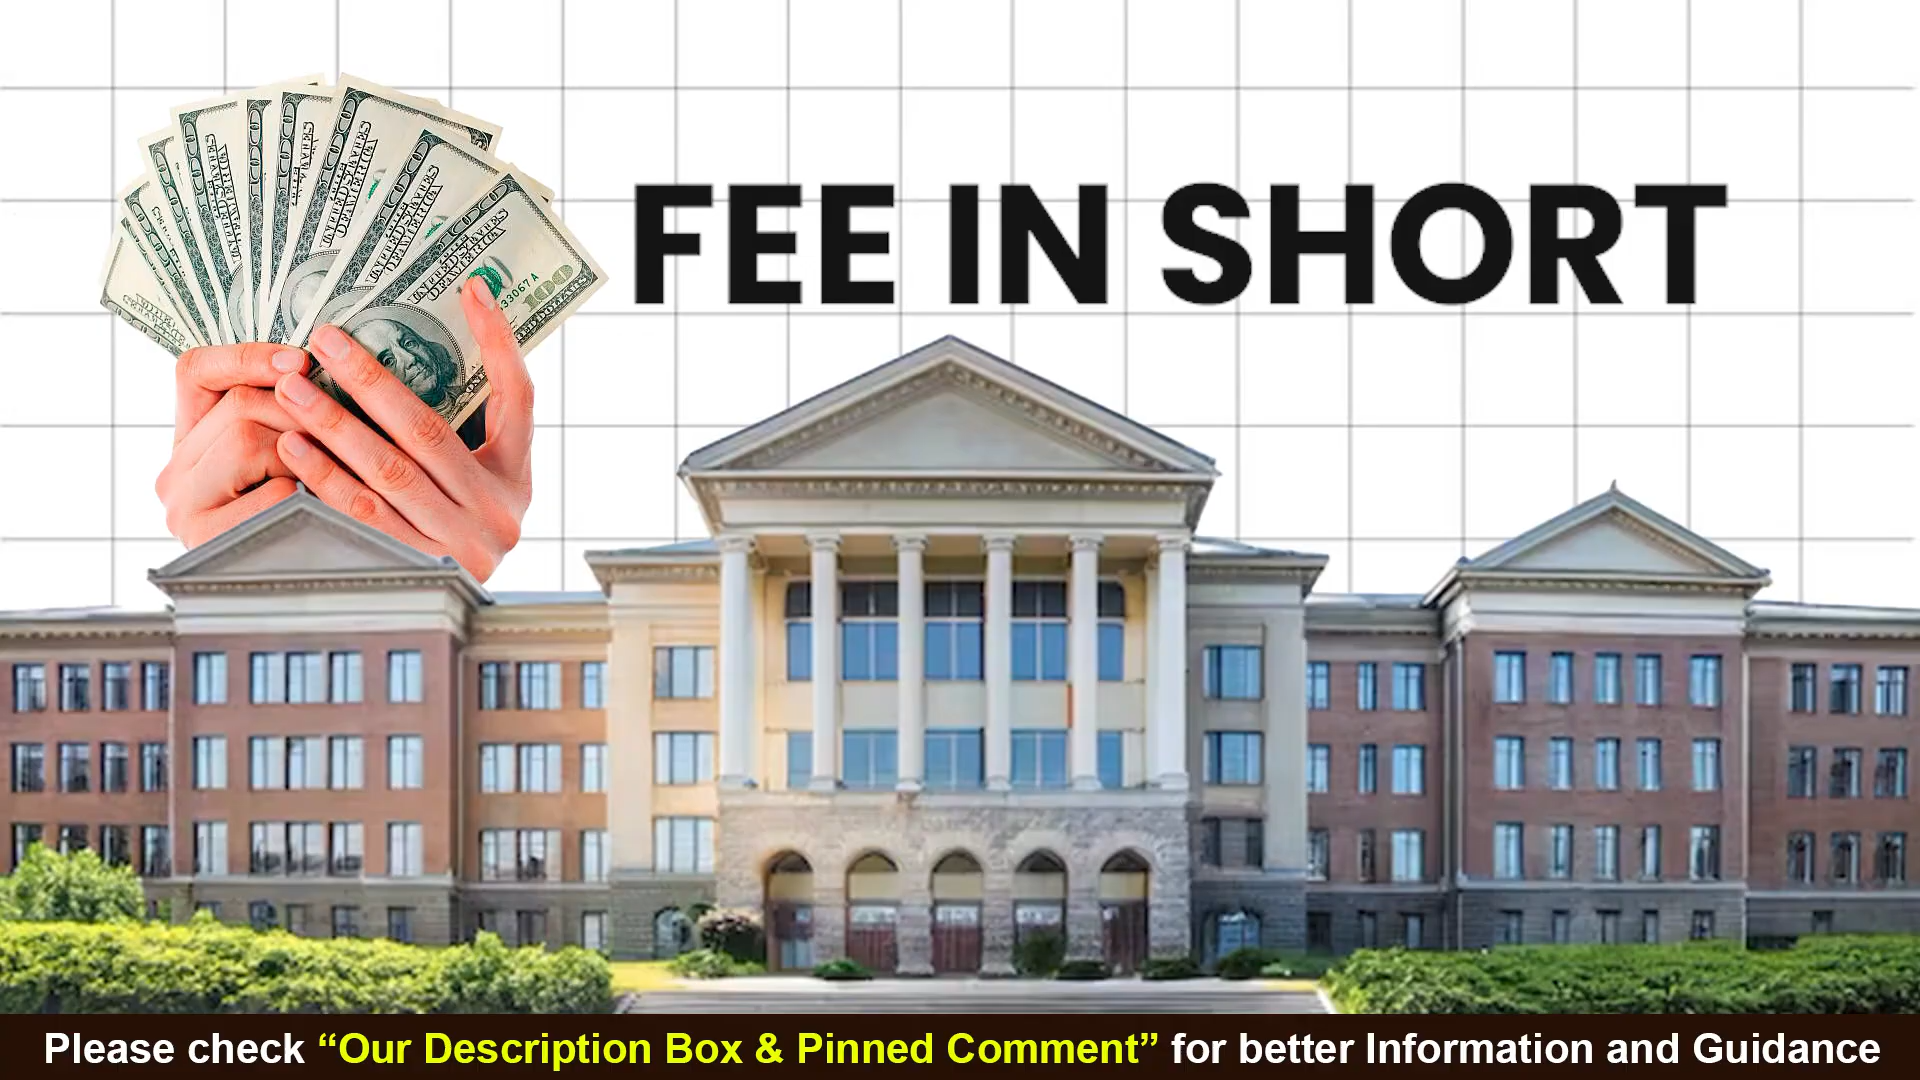 FEE IN SHORT
Please check “Our Description Box & Pinned Comment” for better Information and Guidance